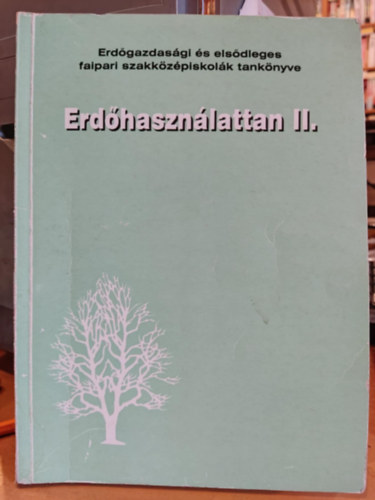 Erdőgazdasági és elsődleges
faipari szakközépiskolák tankönyve
Erdőhasználattan II.